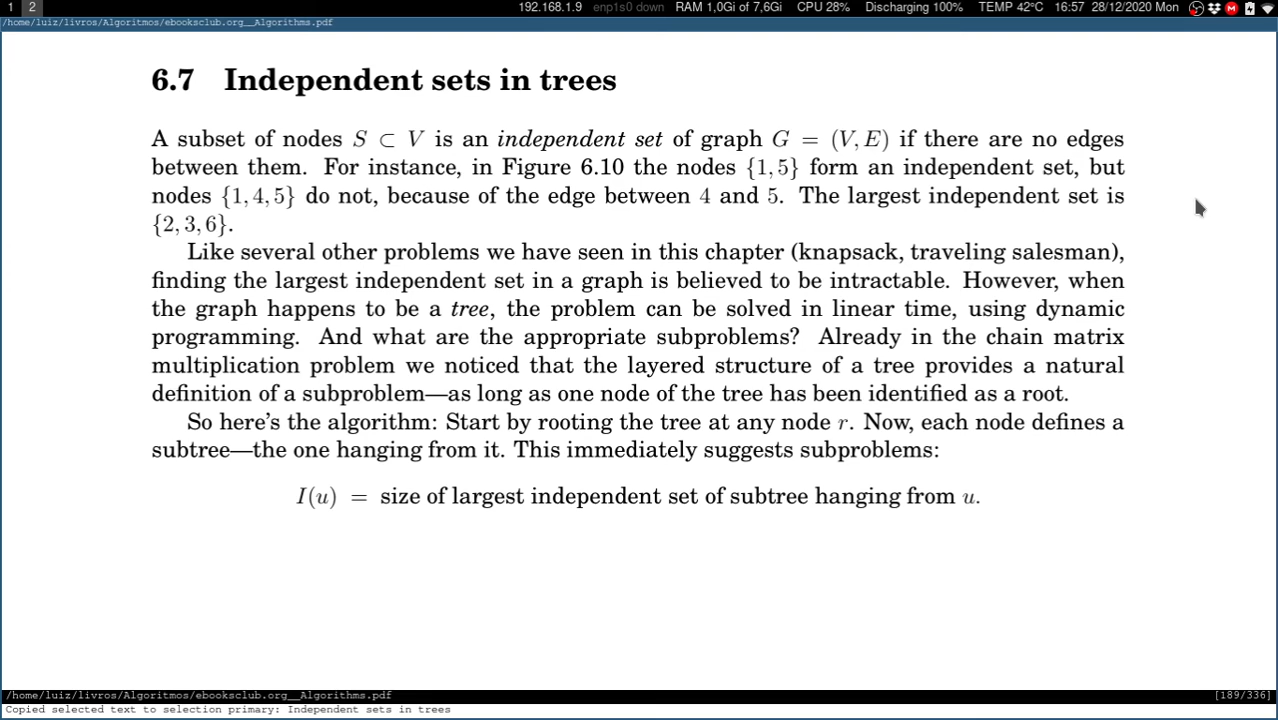 1 2 192.168.1.9 enp1s0 down RAM 1,0Gi of 7,6Gi CPU 28% Discharging 100% TEMP 42°C 16:57 28/12/2020 Mon
/home/luiz/livros/Algoritmos/ebooksclub.org__Algorithms.pdf
6.7 Independent sets in trees
A subset of nodes S ⊂ V is an independent set of graph G = (V, E) if there are no edges
between them. For instance, in Figure 6.10 the nodes {1, 5} form an independent set, but
nodes {1, 4, 5} do not, because of the edge between 4 and 5. The largest independent set is
{2, 3, 6}.
Like several other problems we have seen in this chapter (knapsack, traveling salesman),
finding the largest independent set in a graph is believed to be intractable. However, when
the graph happens to be a tree, the problem can be solved in linear time, using dynamic
programming. And what are the appropriate subproblems? Already in the chain matrix
multiplication problem we noticed that the layered structure of a tree provides a natural
definition of a subproblem—as long as one node of the tree has been identified as a root.
So here's the algorithm: Start by rooting the tree at any node r. Now, each node defines a
subtree—the one hanging from it. This immediately suggests subproblems:
I(u) = size of largest independent set of subtree hanging from u.
/home/luiz/livros/Algoritmos/ebooksclub.org__Algorithms.pdf [189/336]
Copied selected text to selection primary: Independent sets in trees